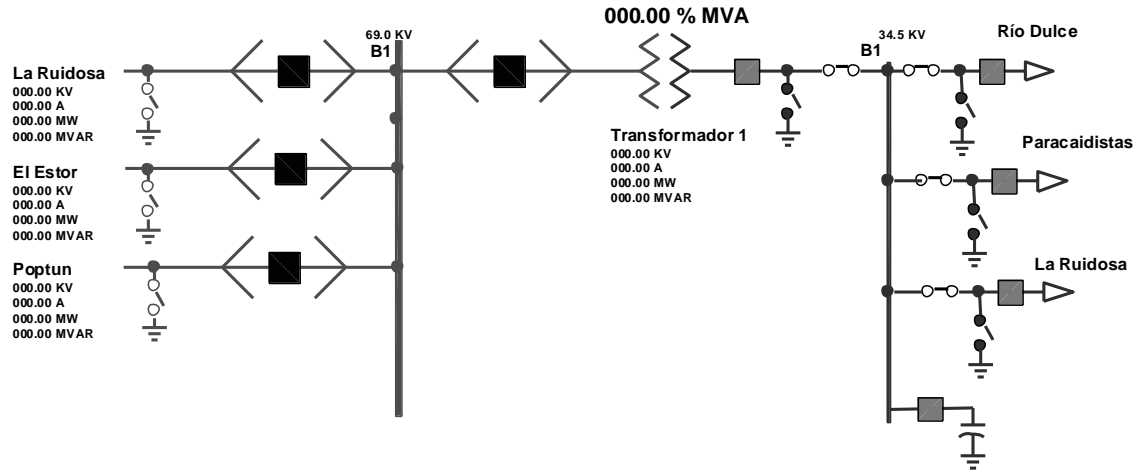 000.00 % MVA
69.0 KV
B1
34.5 KV
B1
Río Dulce
La Ruidosa
000.00 KV
000.00 A
000.00 MW
000.00 MVAR
Transformador 1
000.00 KV
000.00 A
000.00 MW
000.00 MVAR
Paracaidistas
El Estor
000.00 KV
000.00 A
000.00 MW
000.00 MVAR
La Ruidosa
Poptun
000.00 KV
000.00 A
000.00 MW
000.00 MVAR